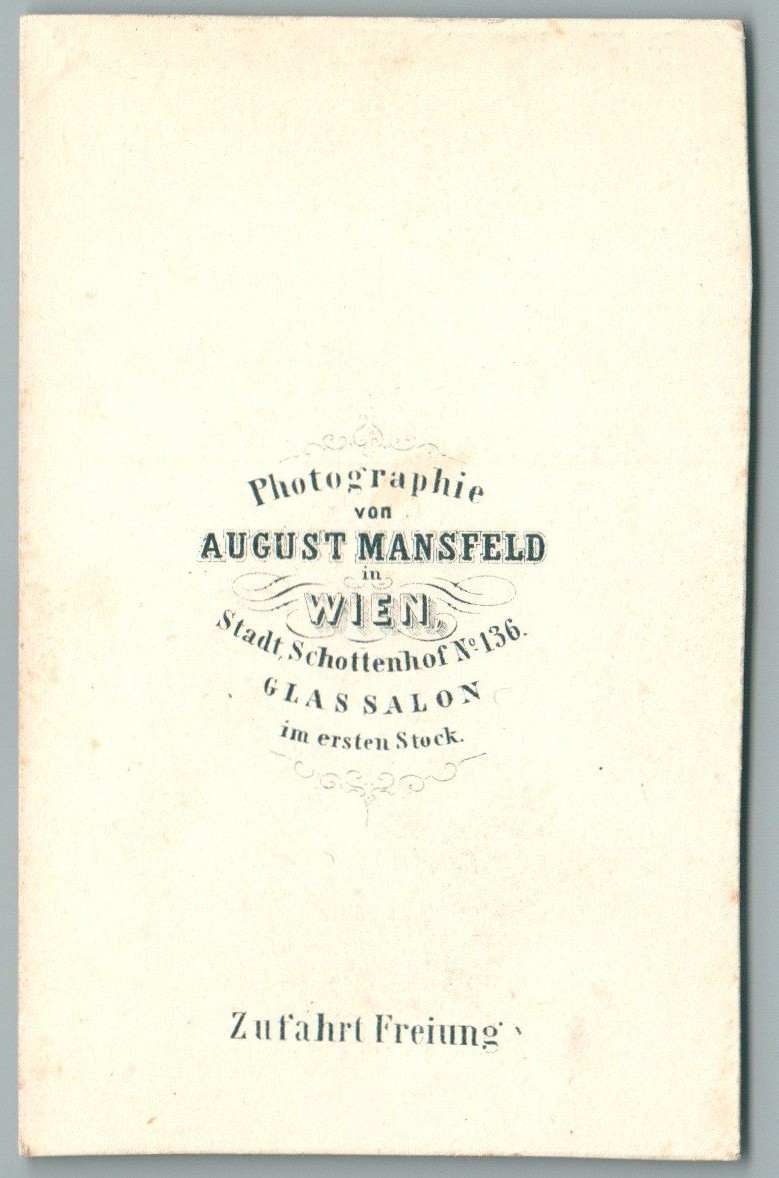 Photographie
von
AUGUST MANSFELD
in
WIEN,
Stadt, Schottenhof No. 136.
GLAS SALON
im ersten Stock.
Zufahrt Freiung